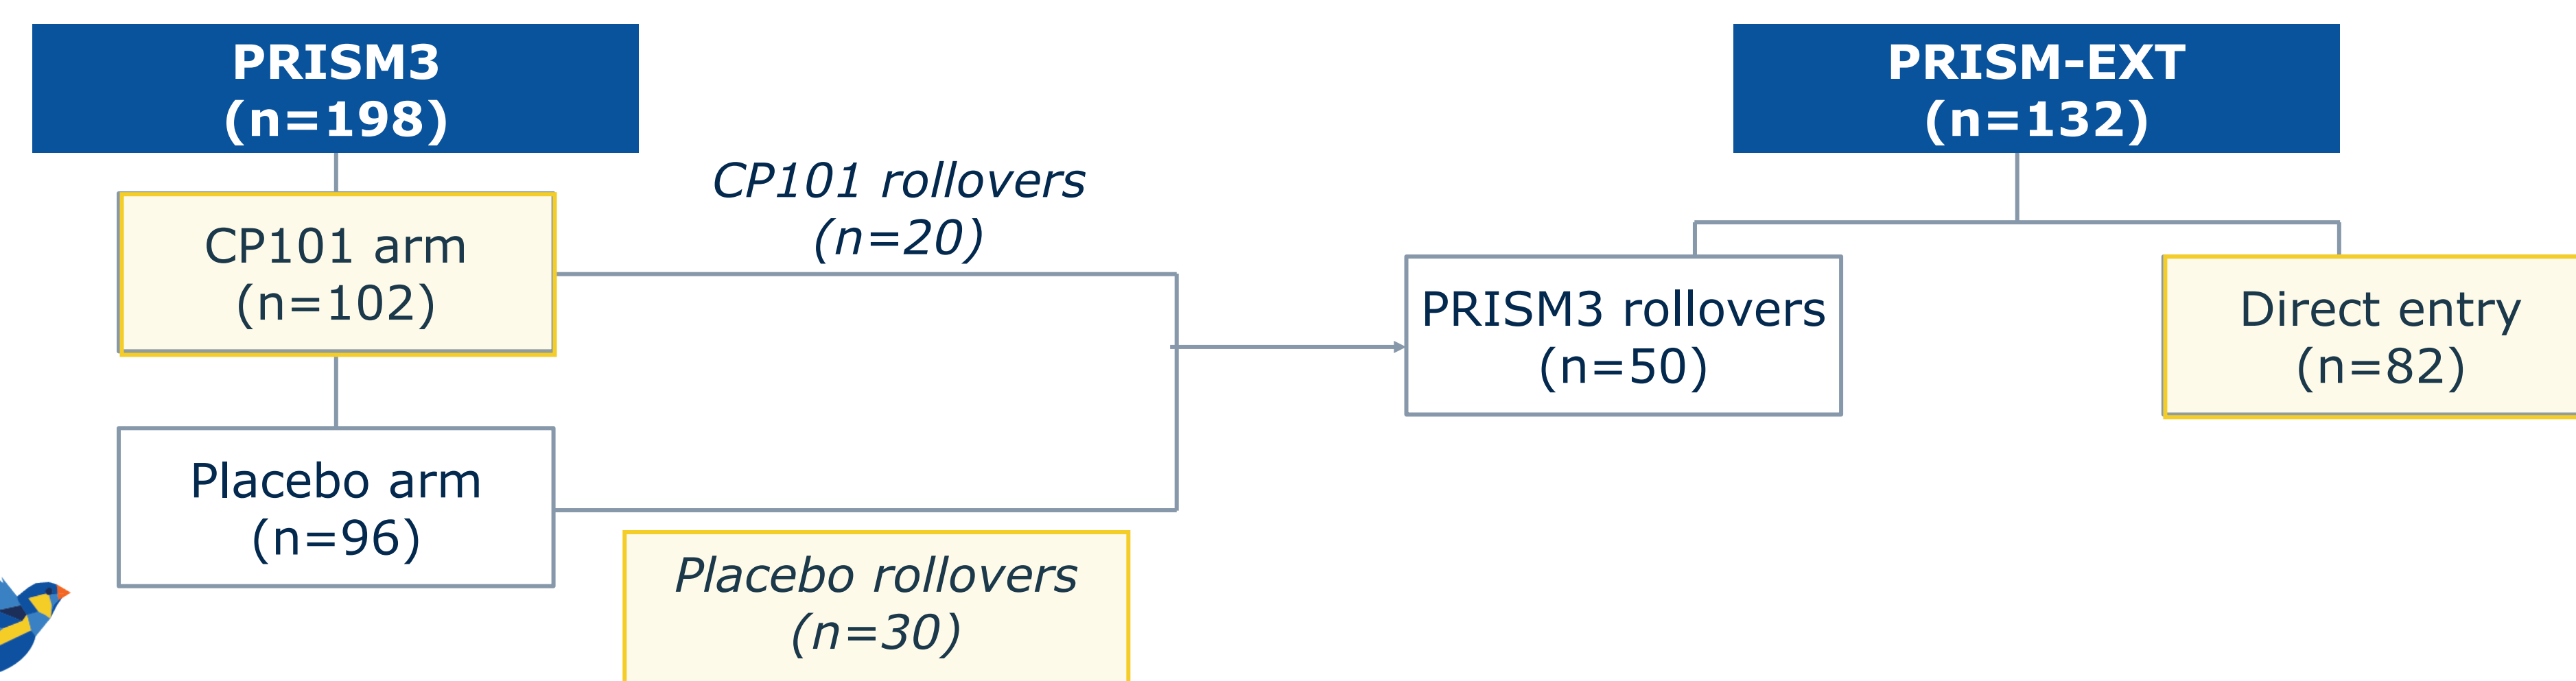 PRISM3
(n=198)
CP101 arm
(n=102)
Placebo arm
(n=96)
CP101 rollovers
(n=20)
Placebo rollovers
(n=30)
PRISM-EXT
(n=132)
PRISM3 rollovers
(n=50)
Direct entry
(n=82)